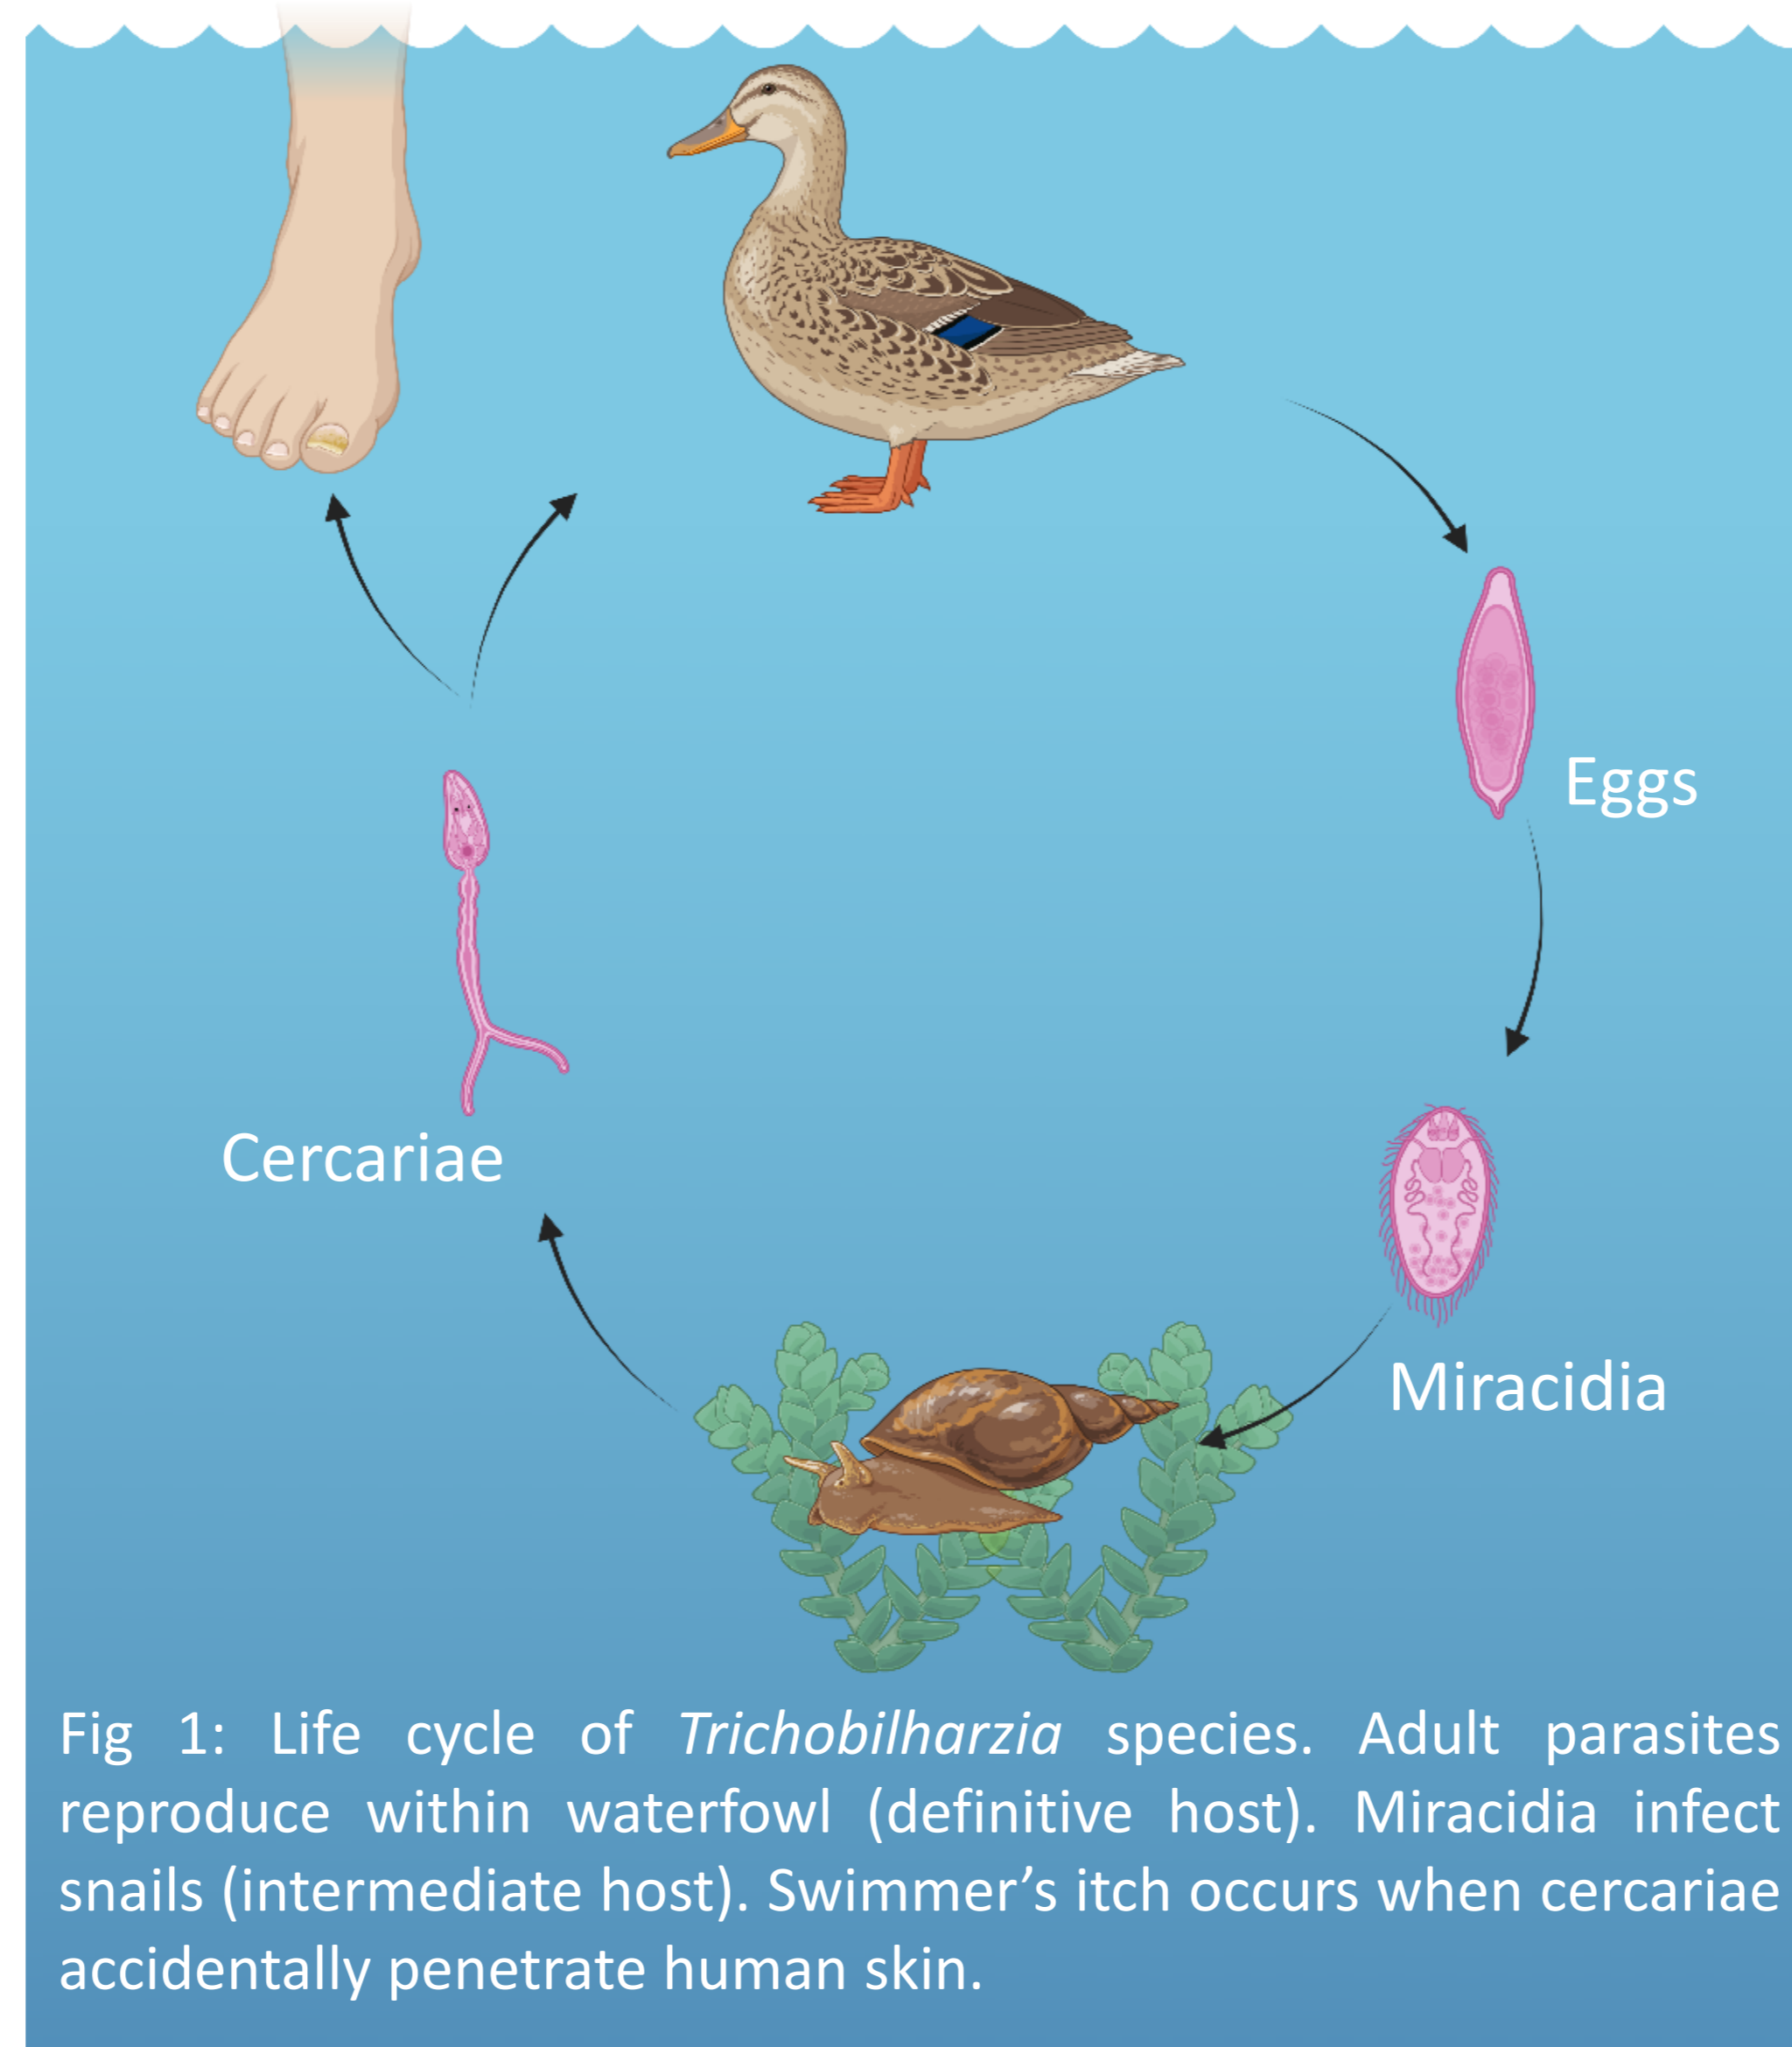 Eggs
Cercariae
Miracidia
Fig 1: Life cycle of Trichobilharzia species. Adult parasites
reproduce within waterfowl (definitive host). Miracidia infect
snails (intermediate host). Swimmer’s itch occurs when cercariae
accidentally penetrate human skin.